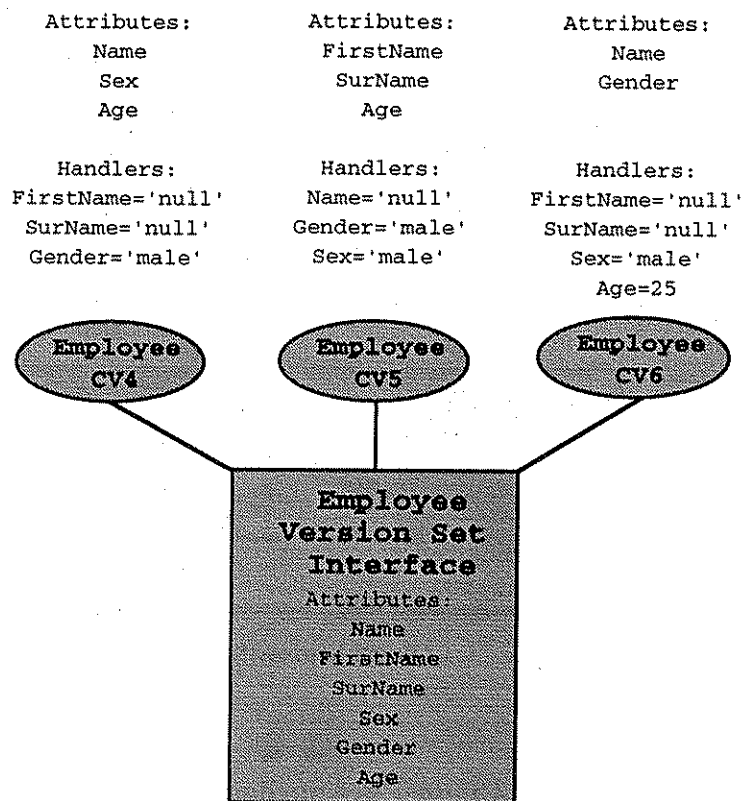 Attributes:
Name
Sex
Age
Handlers:
FirstName='null'
SurName='null'
Gender='male'
Employee
CV4
Attributes:
FirstName
SurName
Age
Handlers:
Name='null'
Gender='male'
Sex='male'
Employee
CV5
Attributes:
Name
Gender
Handlers:
FirstName='null'
SurName='null'
Sex='male'
Age=25
Employee
CV6
Employee
Version Set
Interface
Attributes:
Name
FirstName
SurName
Sex
Gender
Age